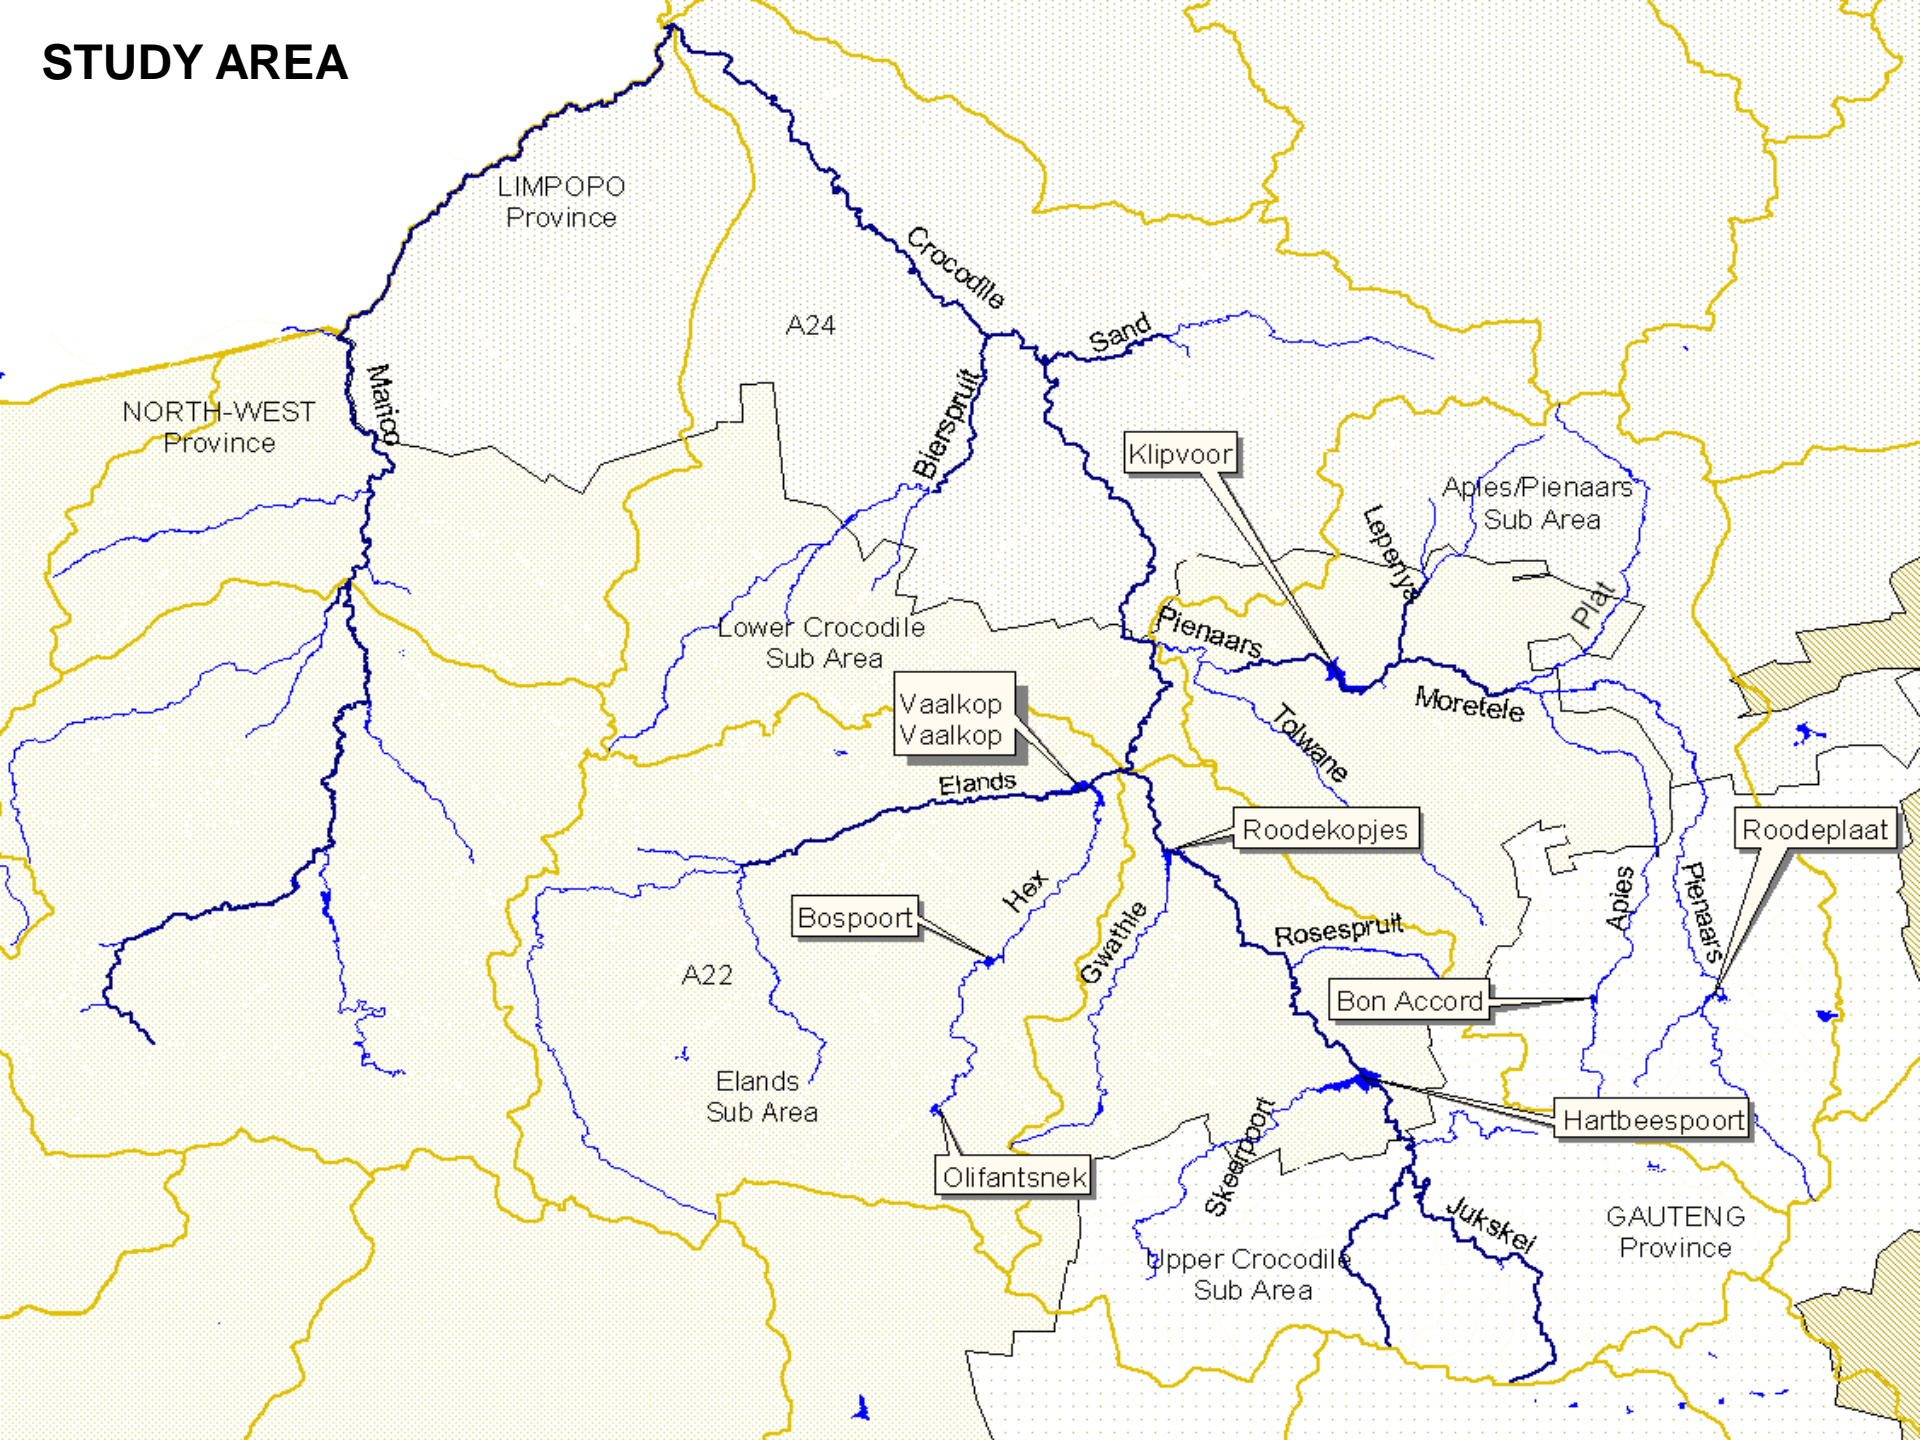 STUDY AREA
LIMPOPO
Province
Crocodile
A24
Sand
Marico
NORTH-WEST
Province
Bierspruit
Klipvoor
Apies/Pienaars
Sub Area
Lepenya
Plat
Pienaars
Lower Crocodile
Sub Area
Vaalkop
Vaalkop
Moretele
Tolwane
Elands
Roodekopjes
Roodeplaat
Hex
Apies
Pienaars
Bospoort
Gwathle
Rosespruit
A22
Bon Accord
Elands
Sub Area
Hartbeespoort
Skeerpoort
Olifantsnek
Jukskei
GAUTENG
Province
Upper Crocodile
Sub Area